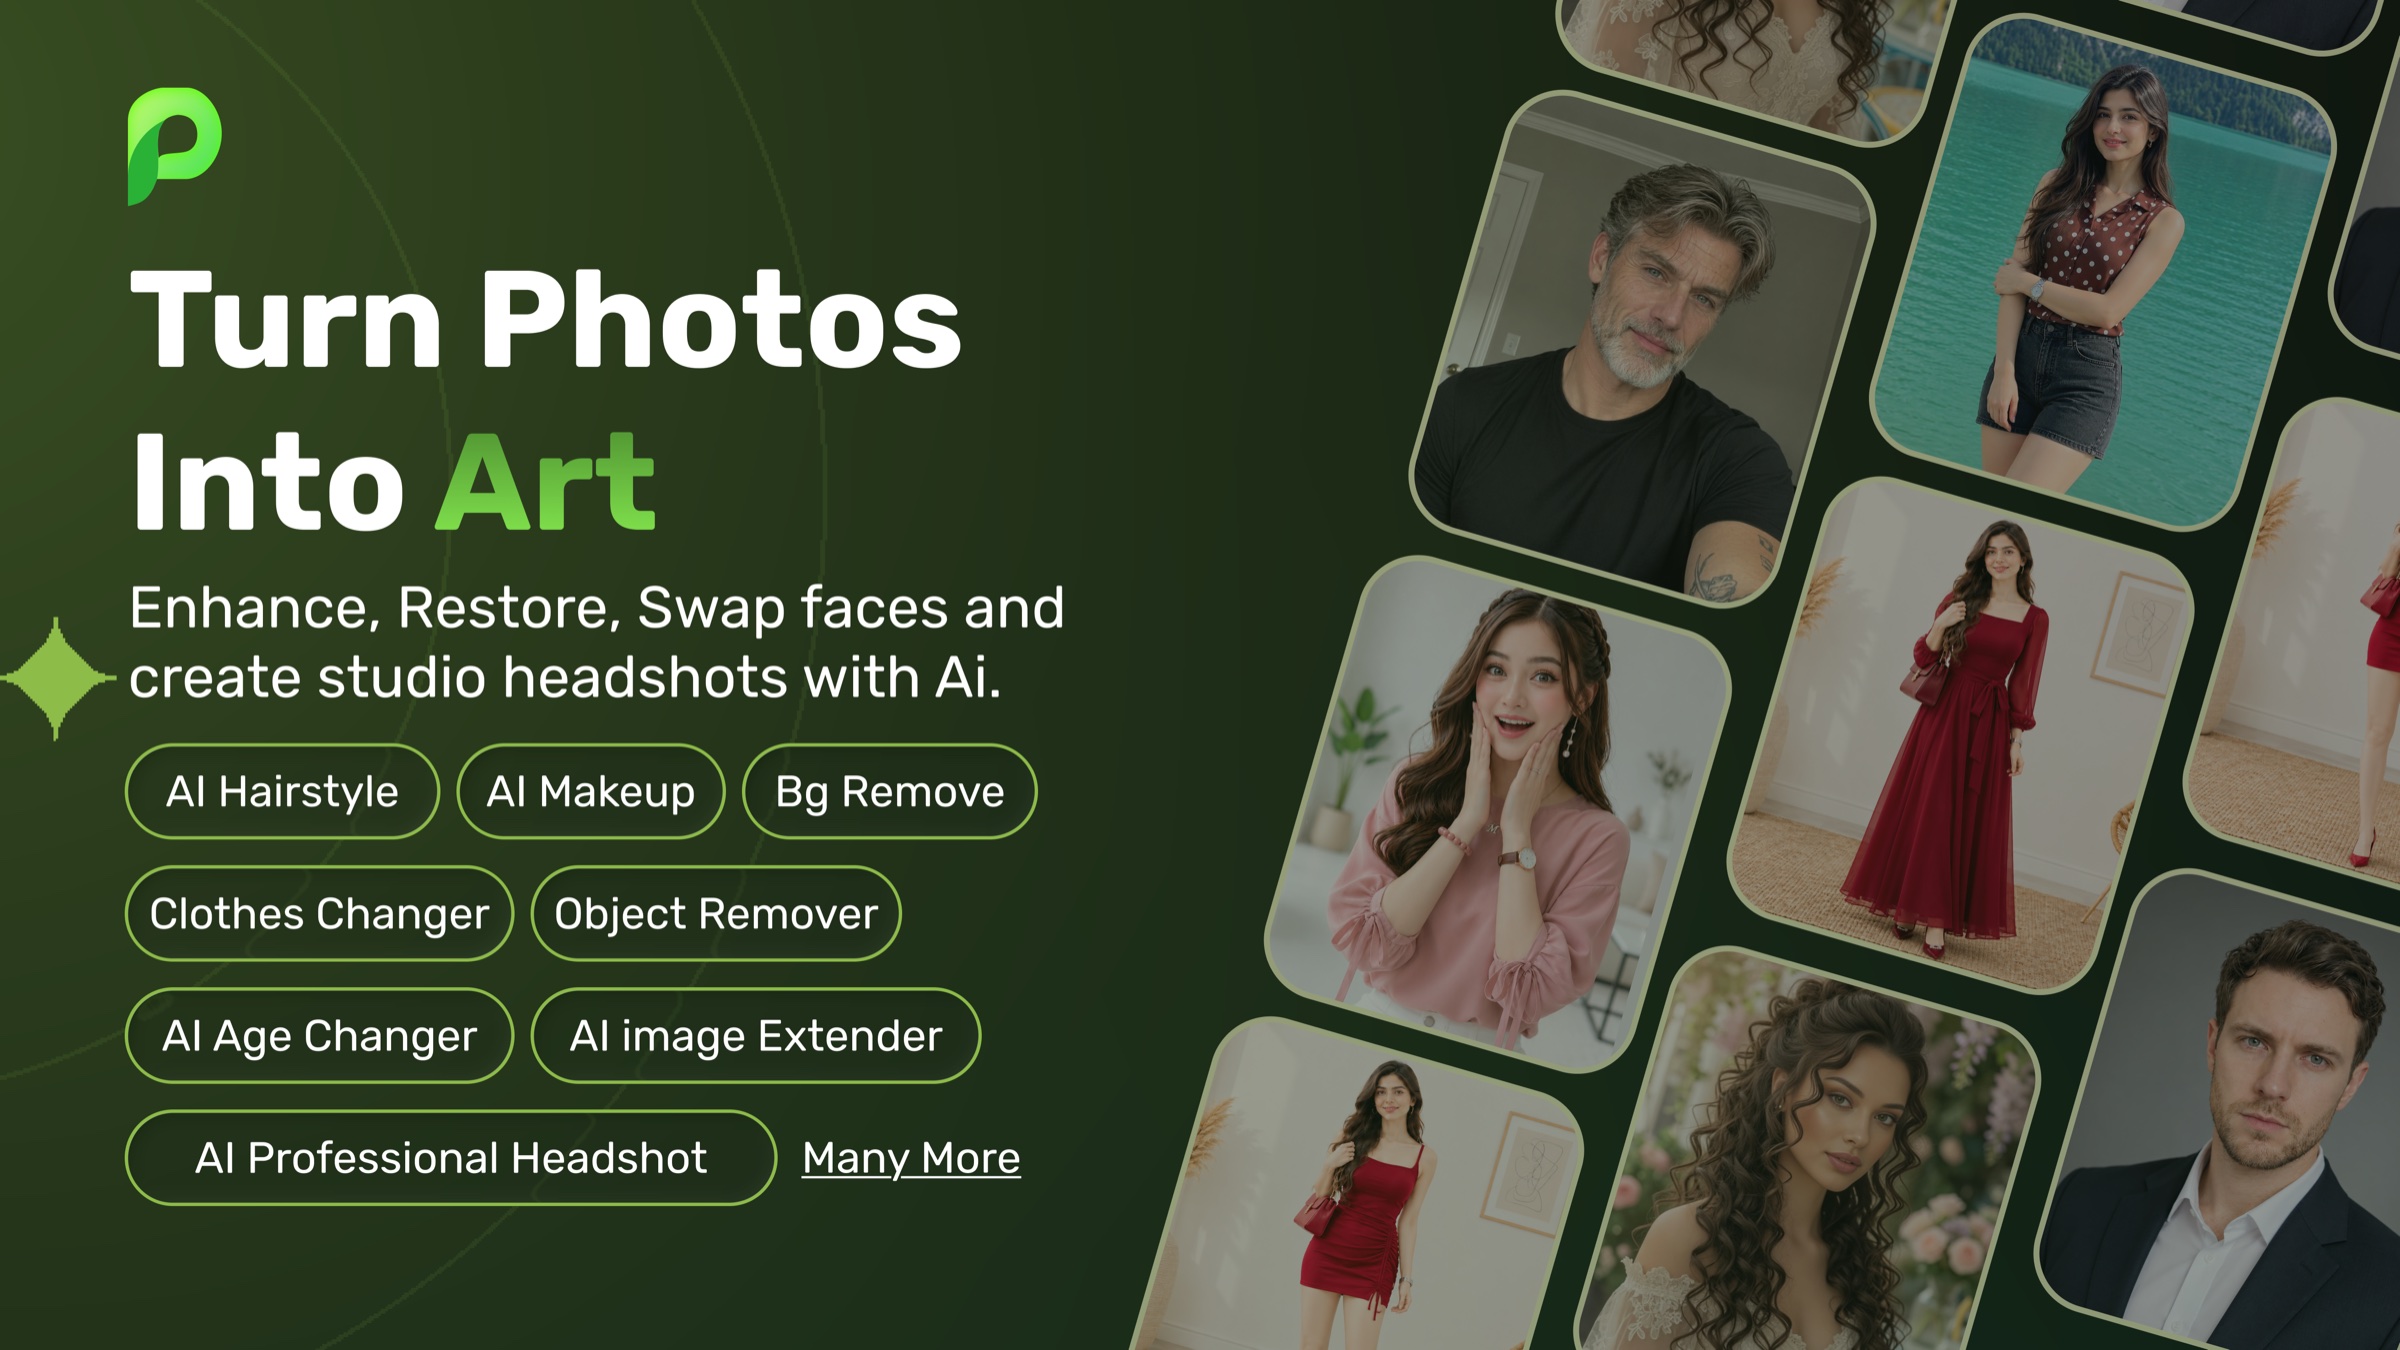 Turn Photos
Into Art
Enhance, Restore, Swap faces and
create studio headshots with Ai.
AI Hairstyle AI Makeup Bg Remove
Clothes Changer Object Remover
AI Age Changer AI image Extender
AI Professional Headshot Many More